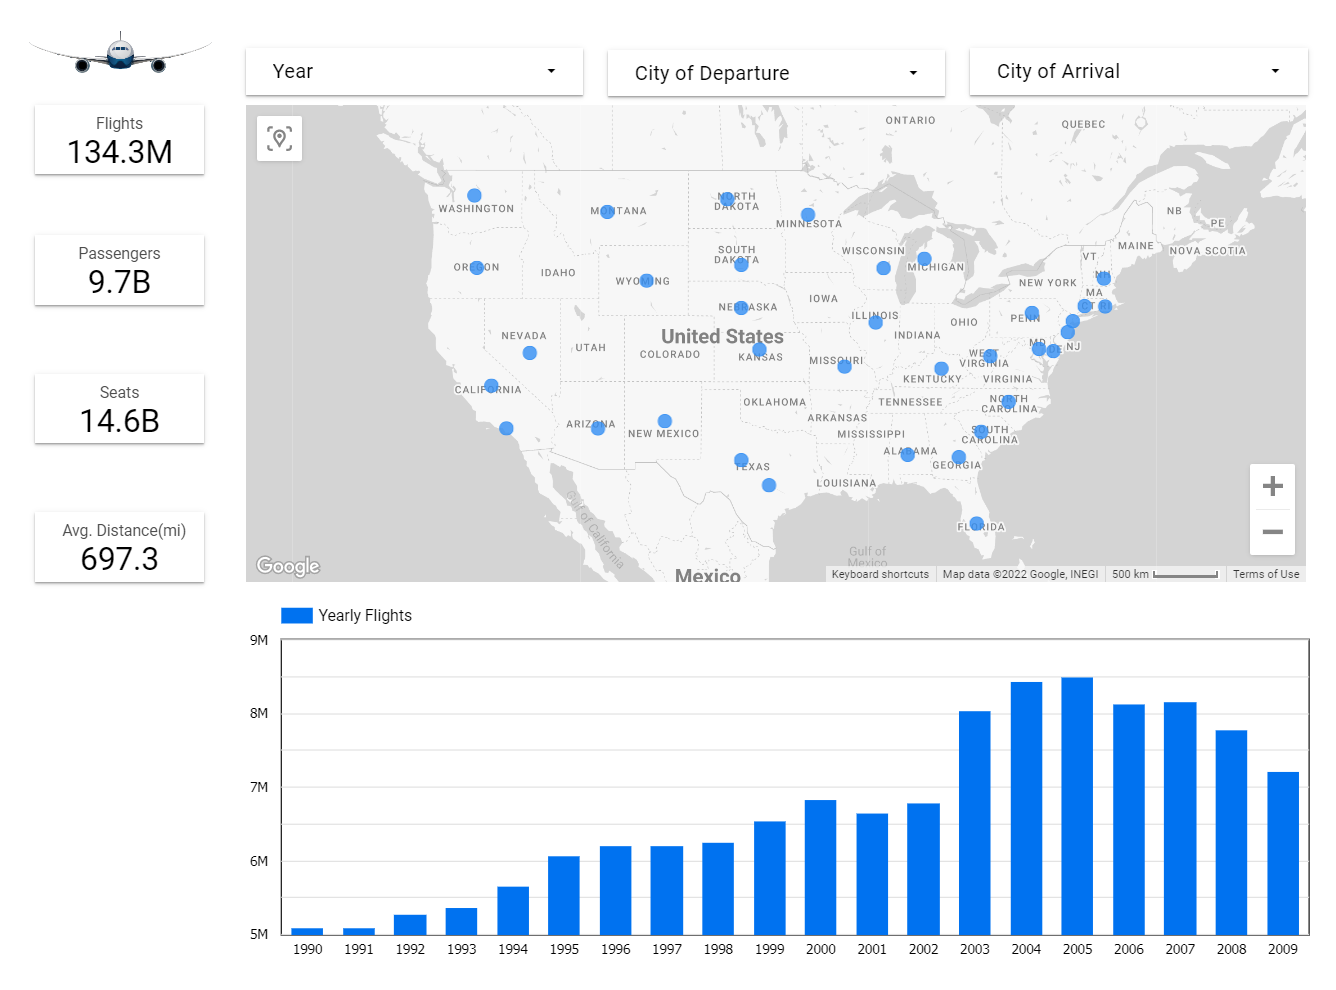 Year
City of Departure
City of Arrival
Flights
134.3M
Passengers
9.7B
Seats
14.6B
Avg. Distance(mi)
697.3
ONTARIO
QUEBEC
WASHINGTON
MONTANA
NORTH
DAKOTA
MINNESOTA
NB
PE
MAINE
NOVA SCOTIA
OREGON
IDAHO
WYOMING
SOUTH
DAKOTA
WISCONSIN
MICHIGAN
VT
NH
NEW YORK
MA
CT RI
NEBRASKA
IOWA
ILLINOIS
INDIANA
OHIO
PENN
NEVADA
UTAH
United States
COLORADO
KANSAS
MISSOURI
WEST
VIRGINIA
MD
DE
NJ
CALIFORNIA
KENTUCKY
VIRGINIA
OKLAHOMA
TENNESSEE
NORTH
CAROLINA
ARIZONA
NEW MEXICO
ARKANSAS
MISSISSIPPI
SOUTH
CAROLINA
ALABAMA
GEORGIA
TEXAS
LOUISIANA
FLORIDA
Gulf of California
Gulf of
Mexico
Mexico
Google
Keyboard shortcuts
Map data ©2022 Google, INEGI
500 km
Terms of Use
Yearly Flights
9M
8M
7M
6M
5M
1990 1991 1992 1993 1994 1995 1996 1997 1998 1999 2000 2001 2002 2003 2004 2005 2006 2007 2008 2009